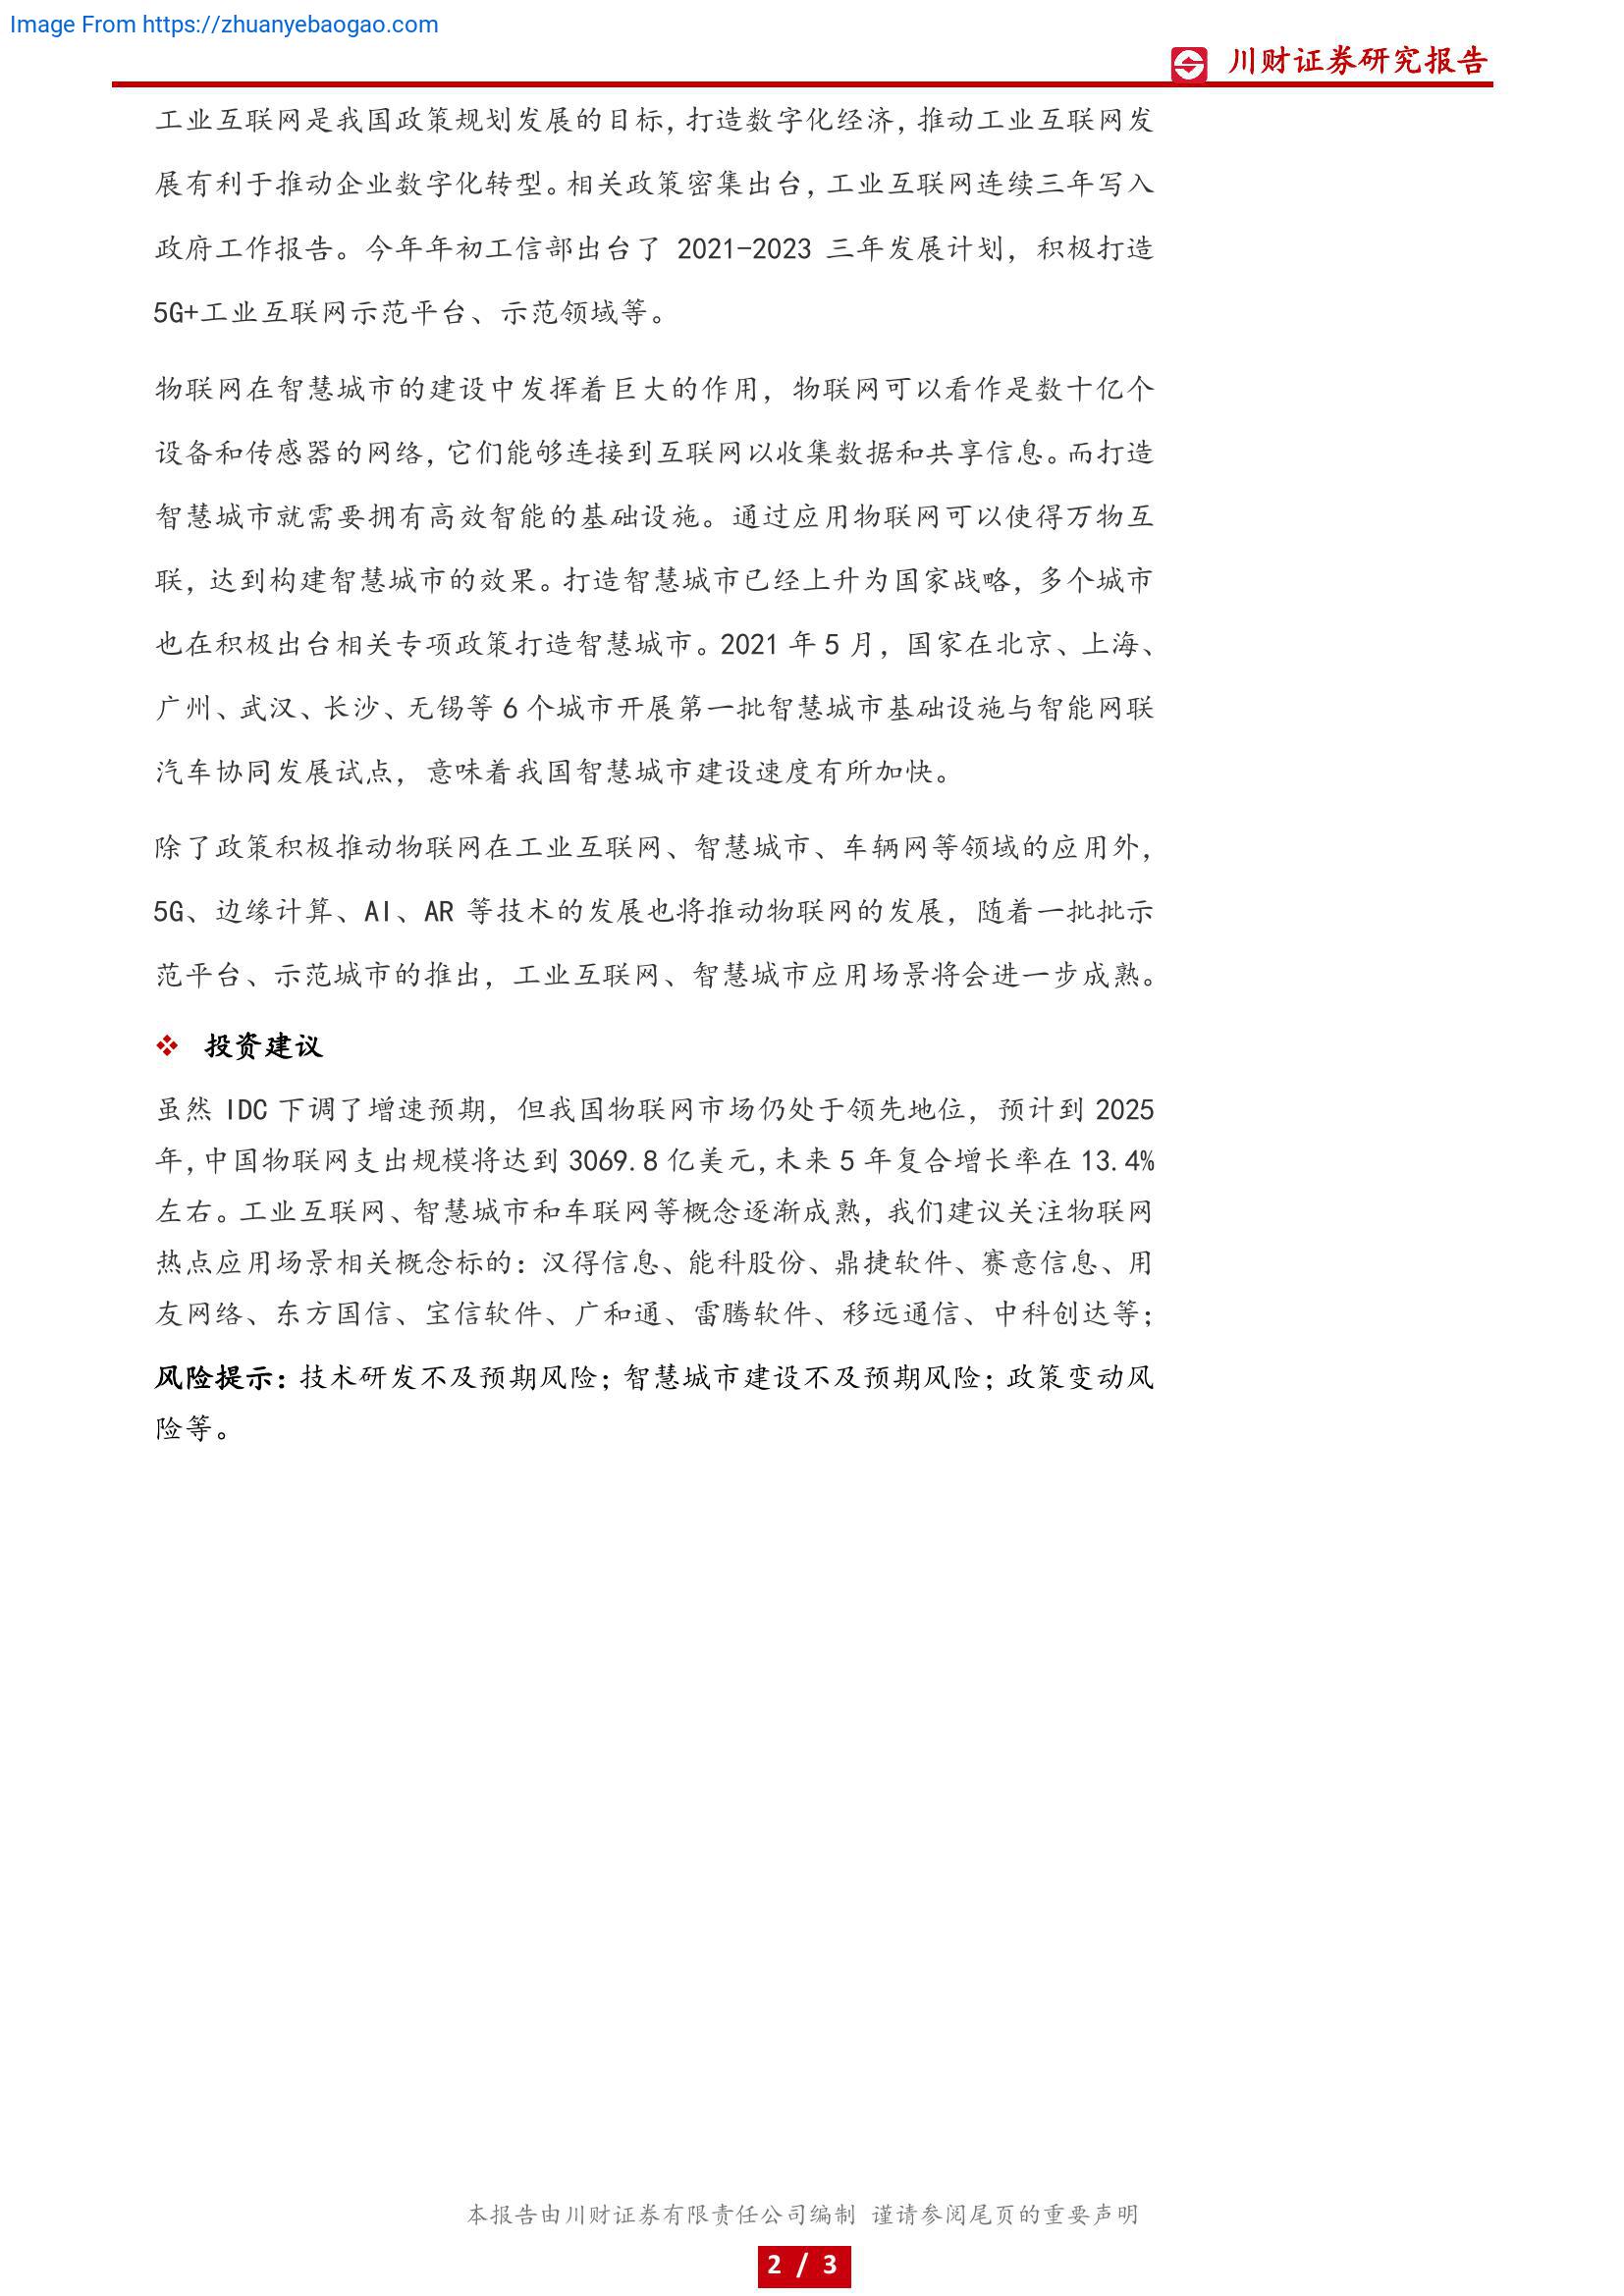 Image From https://zhuanyebaogao.com
川财证券研究报告
工业互联网是我国政策规划发展的目标，打造数字化经济，推动工业互联网发
展有利于推动企业数字化转型。相关政策密集出台，工业互联网连续三年写入
政府工作报告。今年年初工信部出台了 2021-2023 三年发展计划，积极打造
5G+工业互联网示范平台、示范领域等。
物联网在智慧城市的建设中发挥着巨大的作用，物联网可以看作是数十亿个
设备和传感器的网络，它们能够连接到互联网以收集数据和共享信息。而打造
智慧城市就需要拥有高效智能的基础设施。通过应用物联网可以使得万物互
联，达到构建智慧城市的效果。打造智慧城市已经上升为国家战略，多个城市
也在积极出台相关专项政策打造智慧城市。2021 年 5 月，国家在北京、上海、
广州、武汉、长沙、无锡等 6 个城市开展第一批智慧城市基础设施与智能网联
汽车协同发展试点，意味着我国智慧城市建设速度有所加快。
除了政策积极推动物联网在工业互联网、智慧城市、车辆网等领域的应用外，
5G、边缘计算、AI、AR 等技术的发展也将推动物联网的发展，随着一批批示
范平台、示范城市的推出，工业互联网、智慧城市应用场景将会进一步成熟。
❖ 投资建议
虽然 IDC 下调了增速预期，但我国物联网市场仍处于领先地位，预计到 2025
年，中国物联网支出规模将达到 3069.8 亿美元，未来 5 年复合增长率在 13.4%
左右。工业互联网、智慧城市和车联网等概念逐渐成熟，我们建议关注物联网
热点应用场景相关概念标的：汉得信息、能科股份、鼎捷软件、赛意信息、用
友网络、东方国信、宝信软件、广和通、雷腾软件、移远通信、中科创达等；
风险提示：技术研发不及预期风险；智慧城市建设不及预期风险；政策变动风
险等。
本报告由川财证券有限责任公司编制 谨请参阅尾页的重要声明
2 / 3